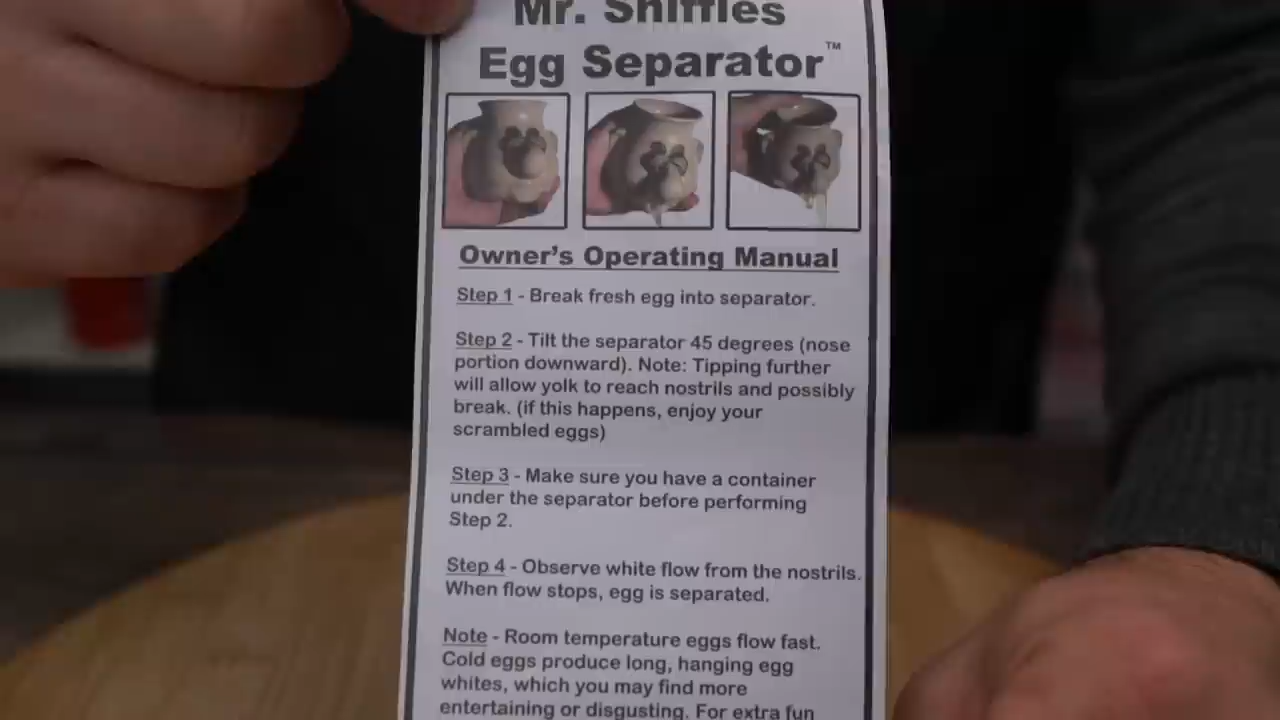 Mr. Sniffles
Egg Separator™
Owner's Operating Manual
Step 1 - Break fresh egg into separator.
Step 2 - Tilt the separator 45 degrees (nose
portion downward). Note: Tipping further
will allow yolk to reach nostrils and possibly
break. (if this happens, enjoy your
scrambled eggs)
Step 3 - Make sure you have a container
under the separator before performing
Step 2.
Step 4 - Observe white flow from the nostrils.
When flow stops, egg is separated.
Note - Room temperature eggs flow fast.
Cold eggs produce long, hanging egg
whites, which you may find more
entertaining or disgusting. For extra fun